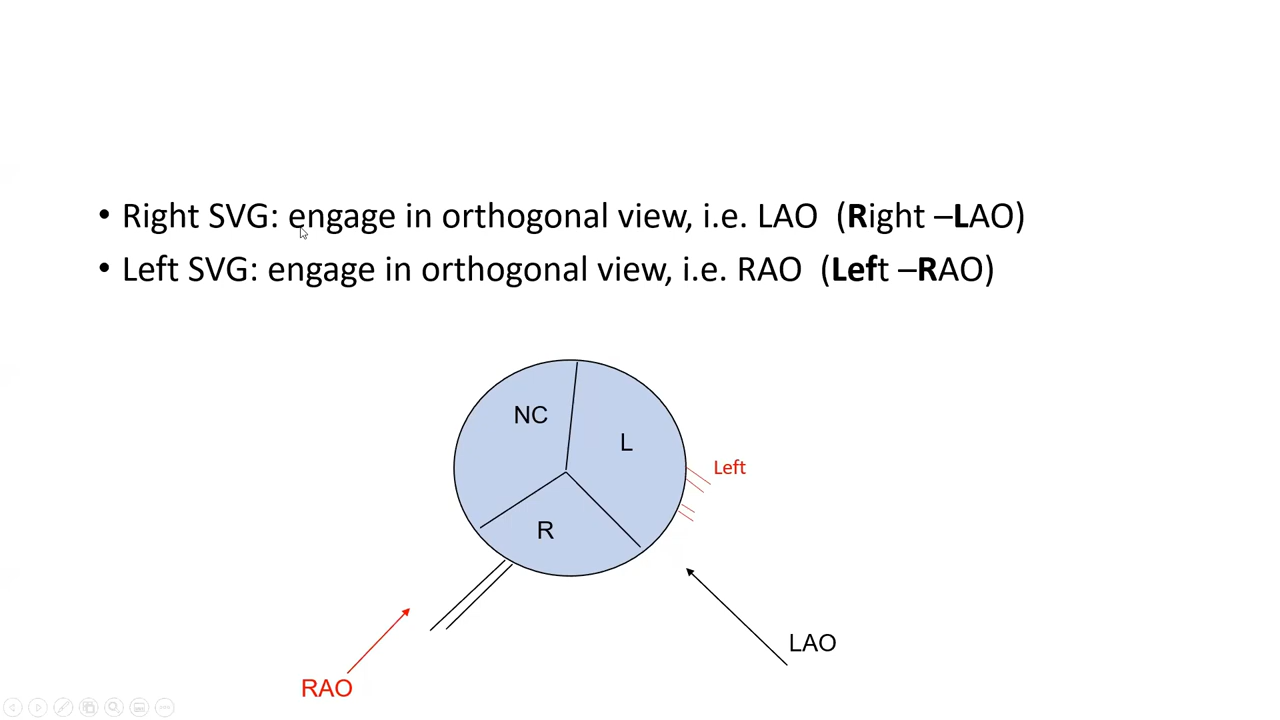 • Right SVG: engage in orthogonal view, i.e. LAO  (Right –LAO)
• Left SVG: engage in orthogonal view, i.e. RAO  (Left –RAO)
NC
L
Left
R
LAO
RAO